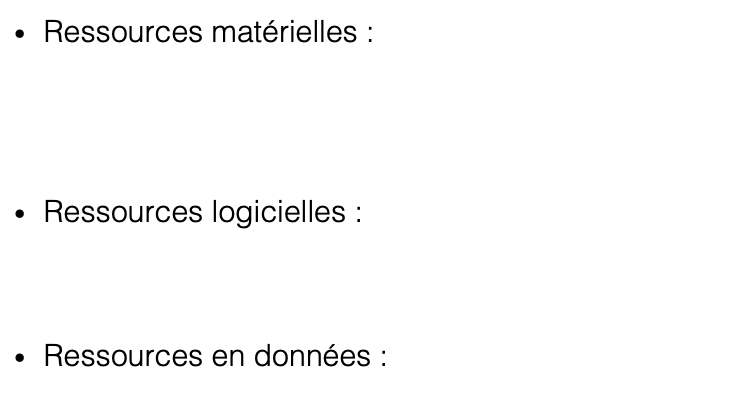 • Ressources matérielles :
• Ressources logicielles :
• Ressources en données :